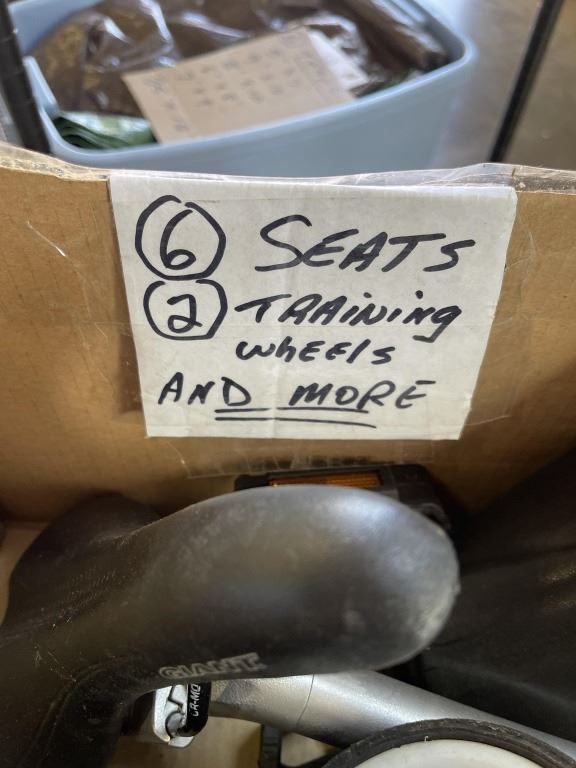 6 SEATS
2 TRAINING
WHEELS
AND MORE
GIANT